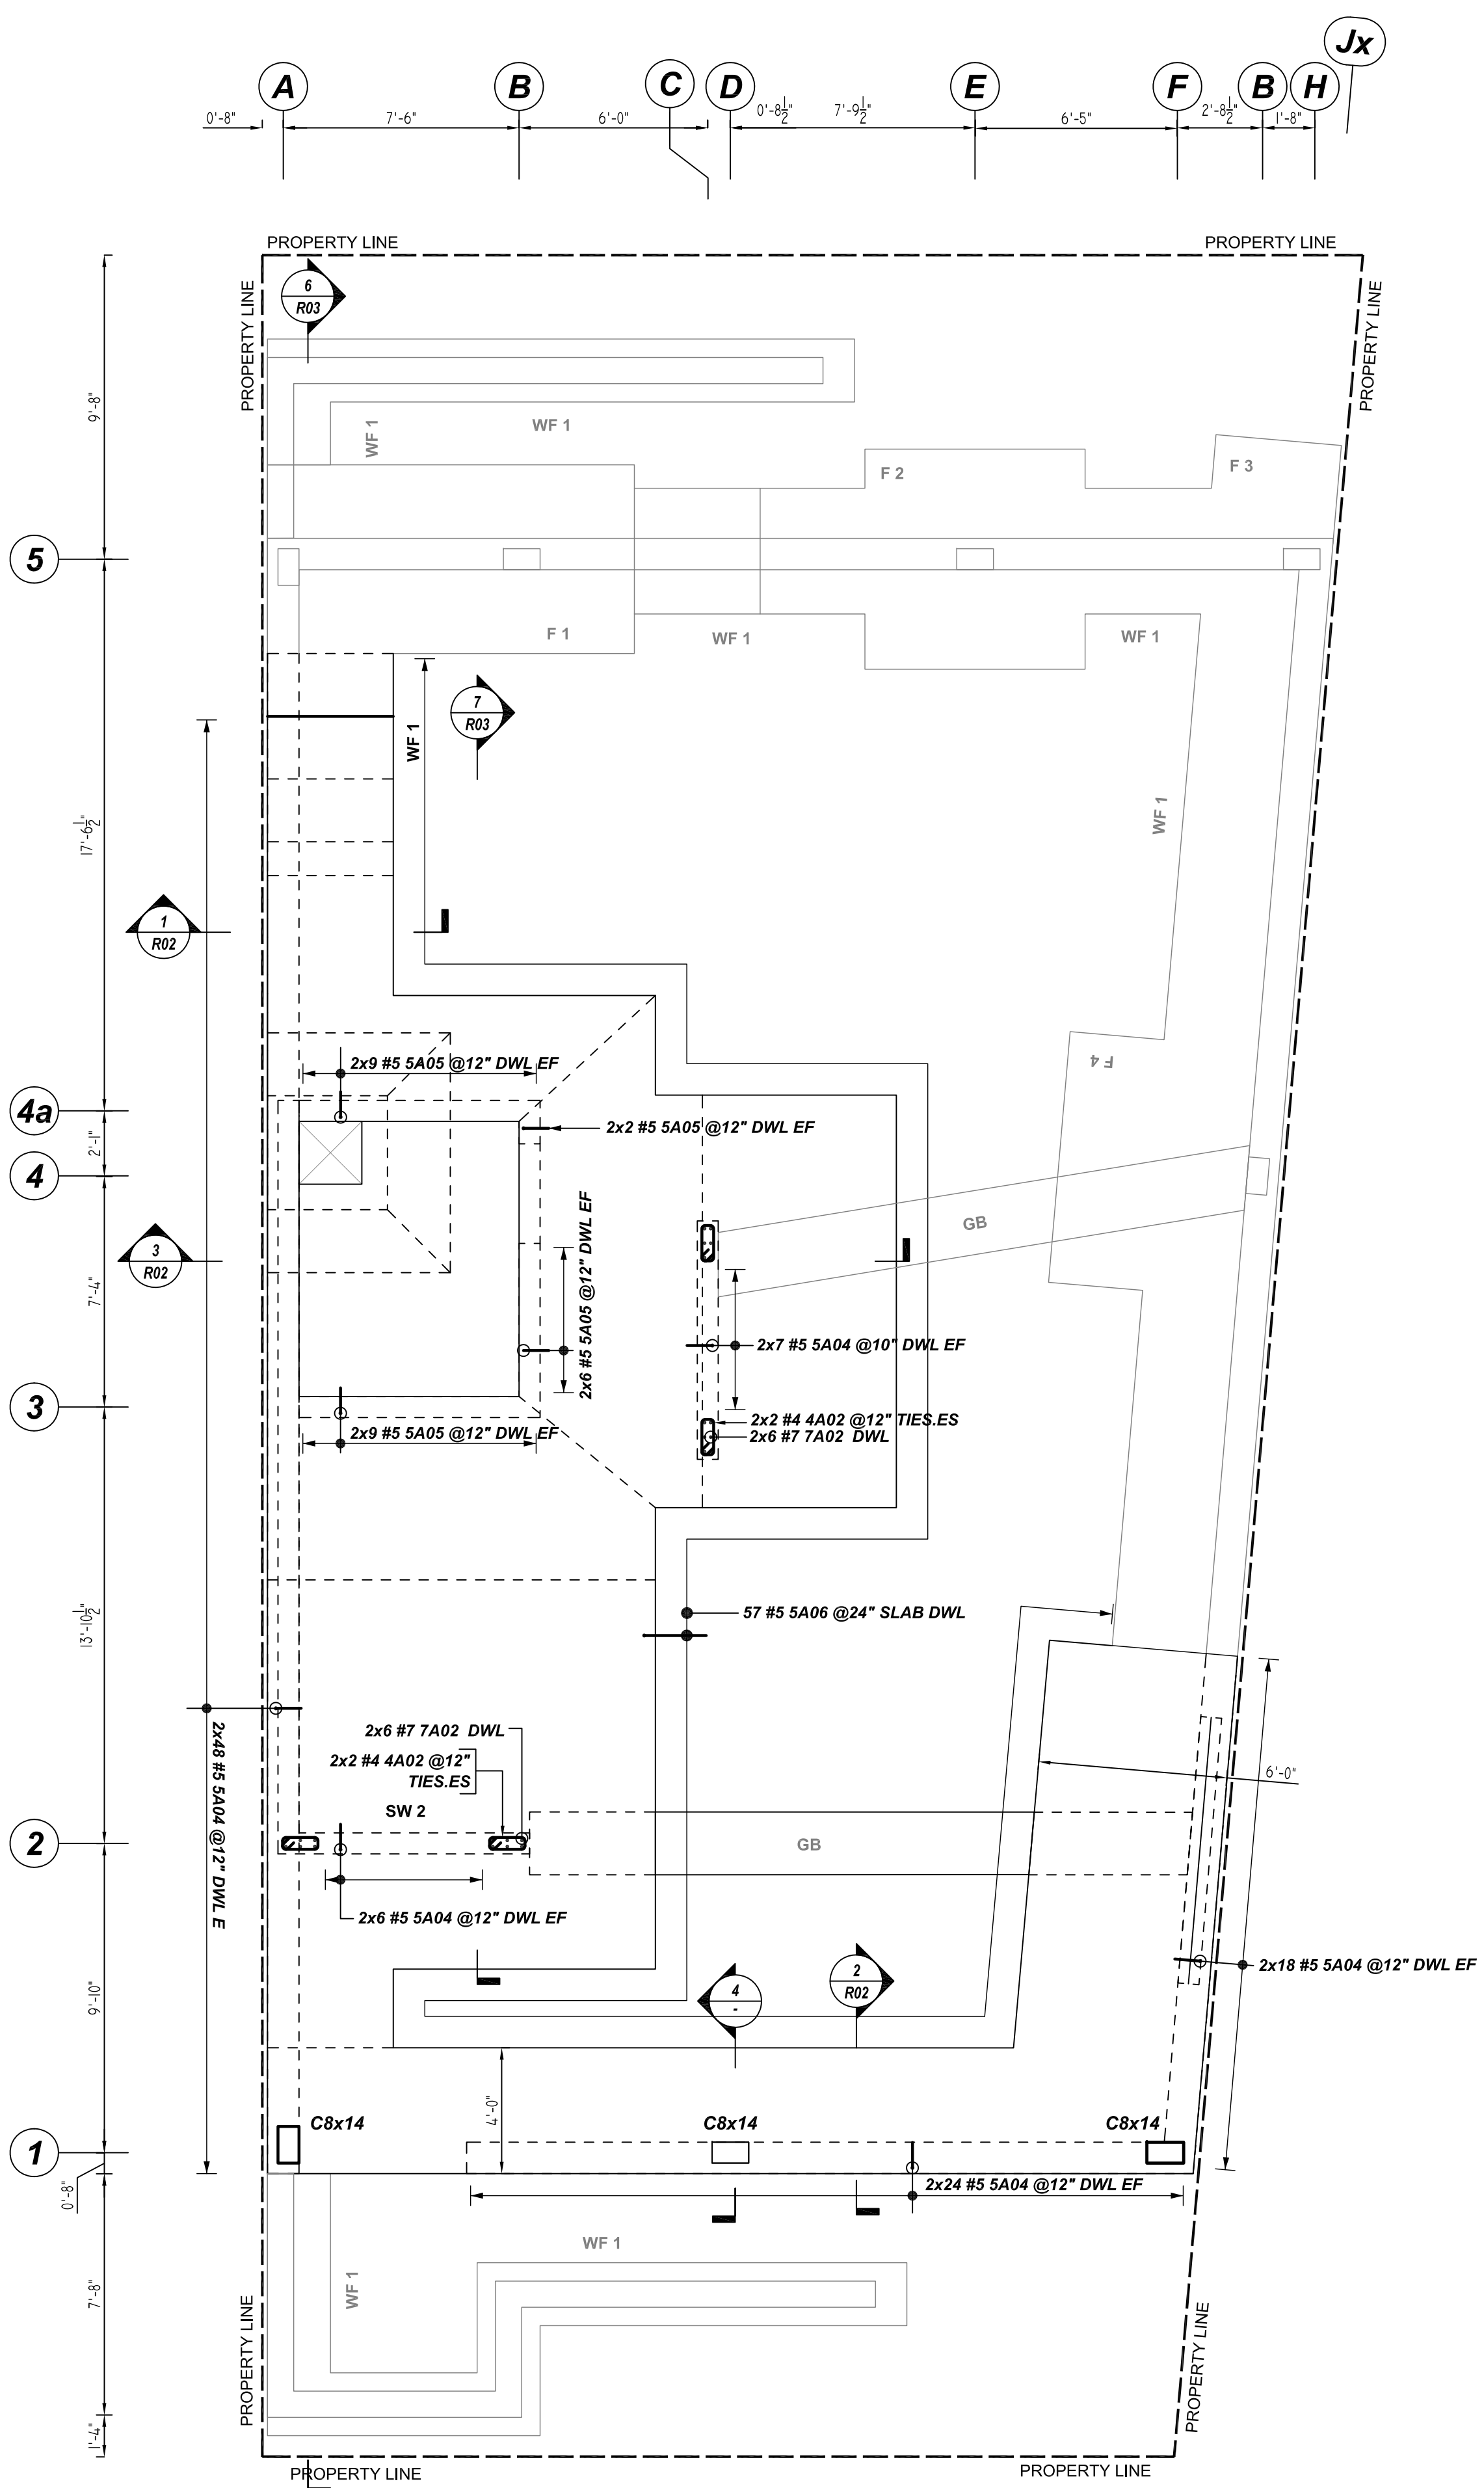 Jx
A
B
C
D
E
F
B
H
0'-8"
7'-6"
6'-0"
0'-8½"
7'-9½"
6'-5"
2'-8½"
1'-8"
PROPERTY LINE
PROPERTY LINE
PROPERTY LINE
PROPERTY LINE
6
R03
9'-8"
WF 1
WF 1
F 2
F 3
5
F 1
WF 1
WF 1
7
R03
WF 1
17'-6½"
WF 1
1
R02
F 4
2x9 #5 5A05 @12" DWL EF
4a
2x2 #5 5A05 @12" DWL EF
2'-1"
4
2x6 #5 5A05 @12" DWL EF
GB
3
R02
7'-4"
2x7 #5 5A04 @10" DWL EF
3
2x2 #4 4A02 @12" TIES.ES
2x9 #5 5A05 @12" DWL EF
2x6 #7 7A02 DWL
13'-10½"
57 #5 5A06 @24" SLAB DWL
2x48 #5 5A04 @12" DWL E
2x6 #7 7A02 DWL
2x2 #4 4A02 @12"
TIES.ES
6'-0"
SW 2
2
GB
2x6 #5 5A04 @12" DWL EF
2x18 #5 5A04 @12" DWL EF
4
-
2
R02
9'-10"
4'-0"
C8x14
C8x14
C8x14
1
0'-8"
2x24 #5 5A04 @12" DWL EF
WF 1
WF 1
7'-8"
PROPERTY LINE
PROPERTY LINE
1'-4"
PROPERTY LINE
PROPERTY LINE